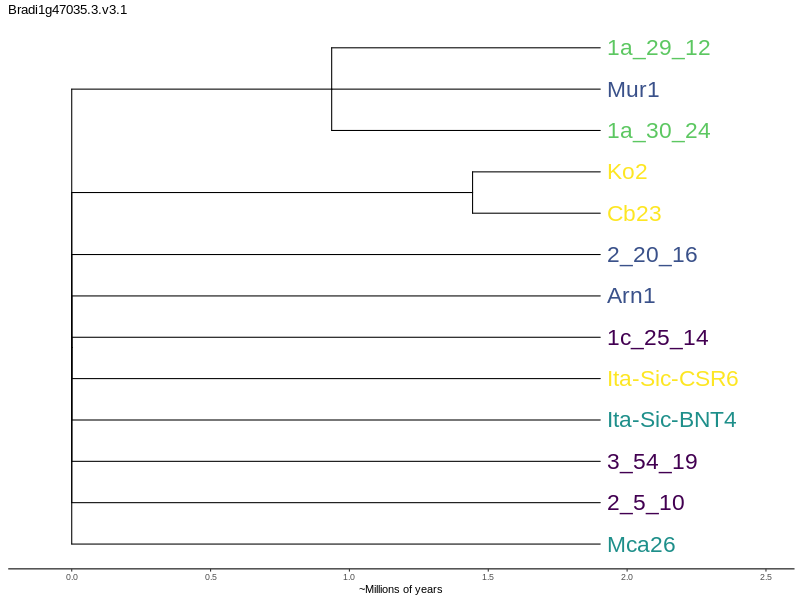 Bradi1g47035.3.v3.1
1a_29_12
Mur1
1a_30_24
Ko2
Cb23
2_20_16
Arn1
1c_25_14
Ita-Sic-CSR6
Ita-Sic-BNT4
3_54_19
2_5_10
Mca26
0.0 0.5 1.0 1.5 2.0 2.5
~Millions of years